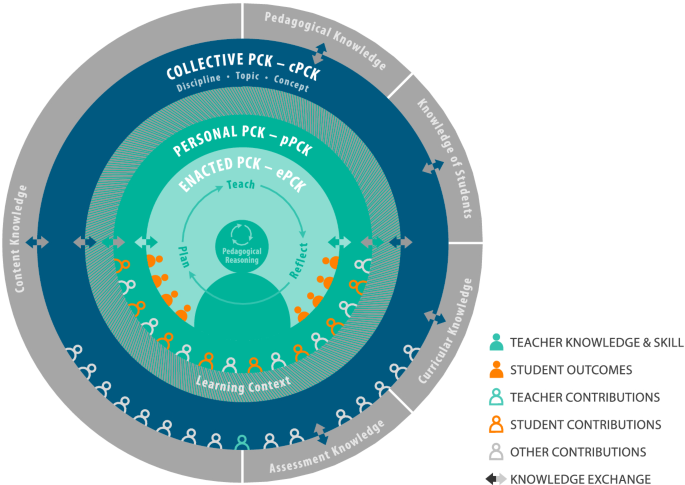 Pedagogical Knowledge
COLLECTIVE PCK – cPCK
Discipline • Topic • Concept
Knowledge of Students
PERSONAL PCK – pPCK
ENACTED PCK – ePCK
Teach
Content Knowledge
Plan
Pedagogical
Reasoning
Reflect
Curricular Knowledge
Learning Context
Assessment Knowledge
TEACHER KNOWLEDGE & SKILL
STUDENT OUTCOMES
TEACHER CONTRIBUTIONS
STUDENT CONTRIBUTIONS
OTHER CONTRIBUTIONS
KNOWLEDGE EXCHANGE